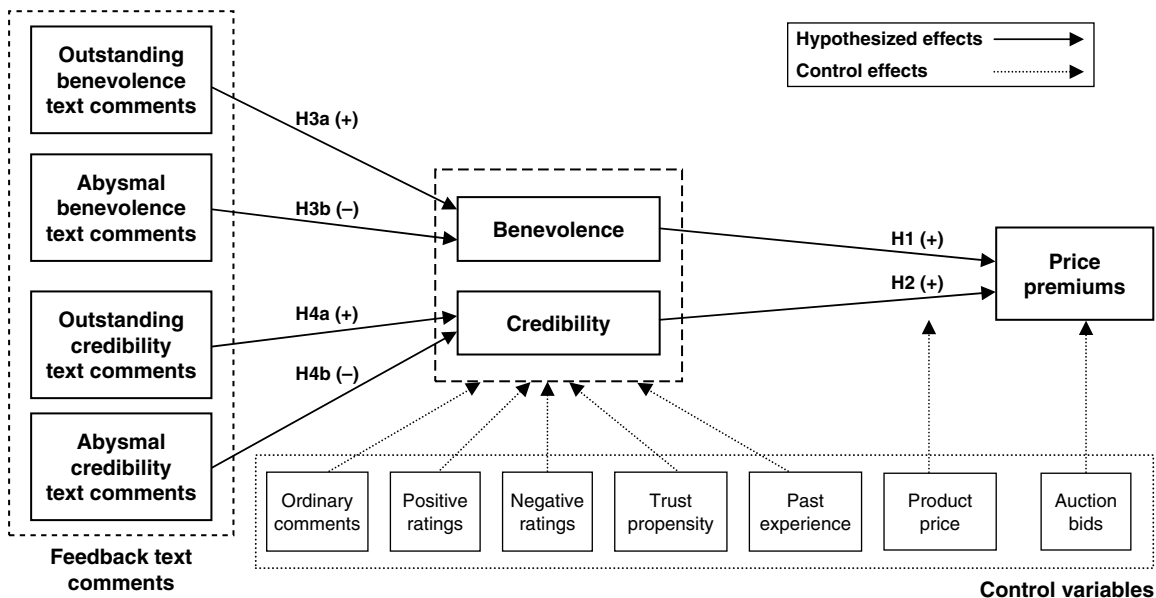 Outstanding
benevolence
text comments
Abysmal
benevolence
text comments
Outstanding
credibility
text comments
Abysmal
credibility
text comments
Feedback text
comments
H3a (+)
H3b (–)
H4a (+)
H4b (–)
Benevolence
Credibility
H1 (+)
H2 (+)
Price
premiums
Hypothesized effects
Control effects
Ordinary
comments
Positive
ratings
Negative
ratings
Trust
propensity
Past
experience
Product
price
Auction
bids
Control variables